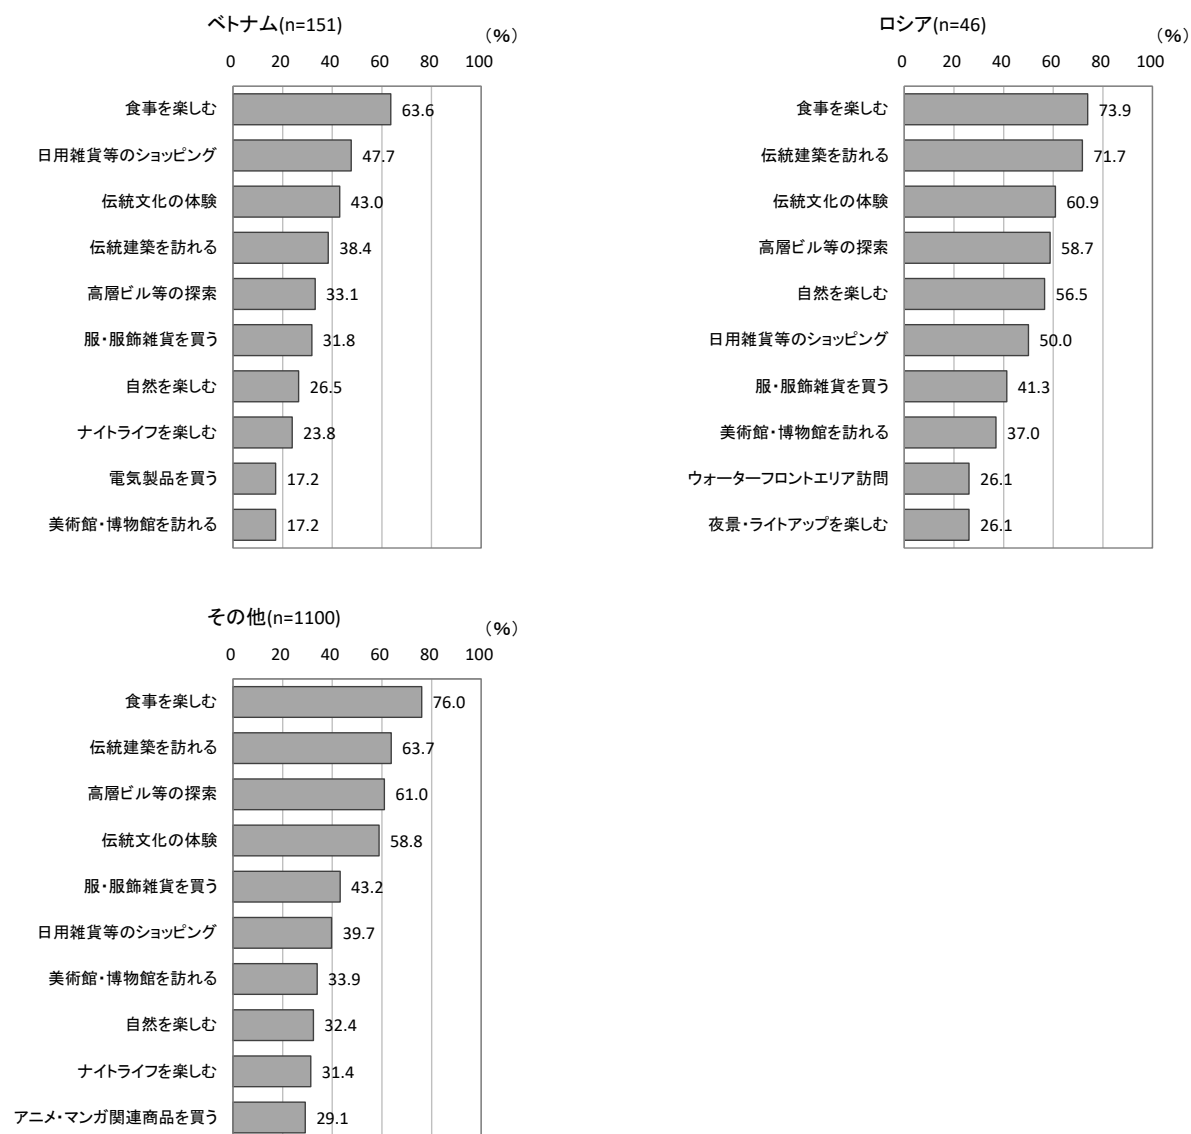 ベトナム(n=151)
（%）
0 20 40 60 80 100
食事を楽しむ 63.6
日用雑貨等のショッピング 47.7
伝統文化の体験 43.0
伝統建築を訪れる 38.4
高層ビル等の探索 33.1
服・服飾雑貨を買う 31.8
自然を楽しむ 26.5
ナイトライフを楽しむ 23.8
電気製品を買う 17.2
美術館・博物館を訪れる 17.2
ロシア(n=46)
（%）
0 20 40 60 80 100
食事を楽しむ 73.9
伝統建築を訪れる 71.7
伝統文化の体験 60.9
高層ビル等の探索 58.7
自然を楽しむ 56.5
日用雑貨等のショッピング 50.0
服・服飾雑貨を買う 41.3
美術館・博物館を訪れる 37.0
ウォーターフロントエリア訪問 26.1
夜景・ライトアップを楽しむ 26.1
その他(n=1100)
（%）
0 20 40 60 80 100
食事を楽しむ 76.0
伝統建築を訪れる 63.7
高層ビル等の探索 61.0
伝統文化の体験 58.8
服・服飾雑貨を買う 43.2
日用雑貨等のショッピング 39.7
美術館・博物館を訪れる 33.9
自然を楽しむ 32.4
ナイトライフを楽しむ 31.4
アニメ・マンガ関連商品を買う 29.1